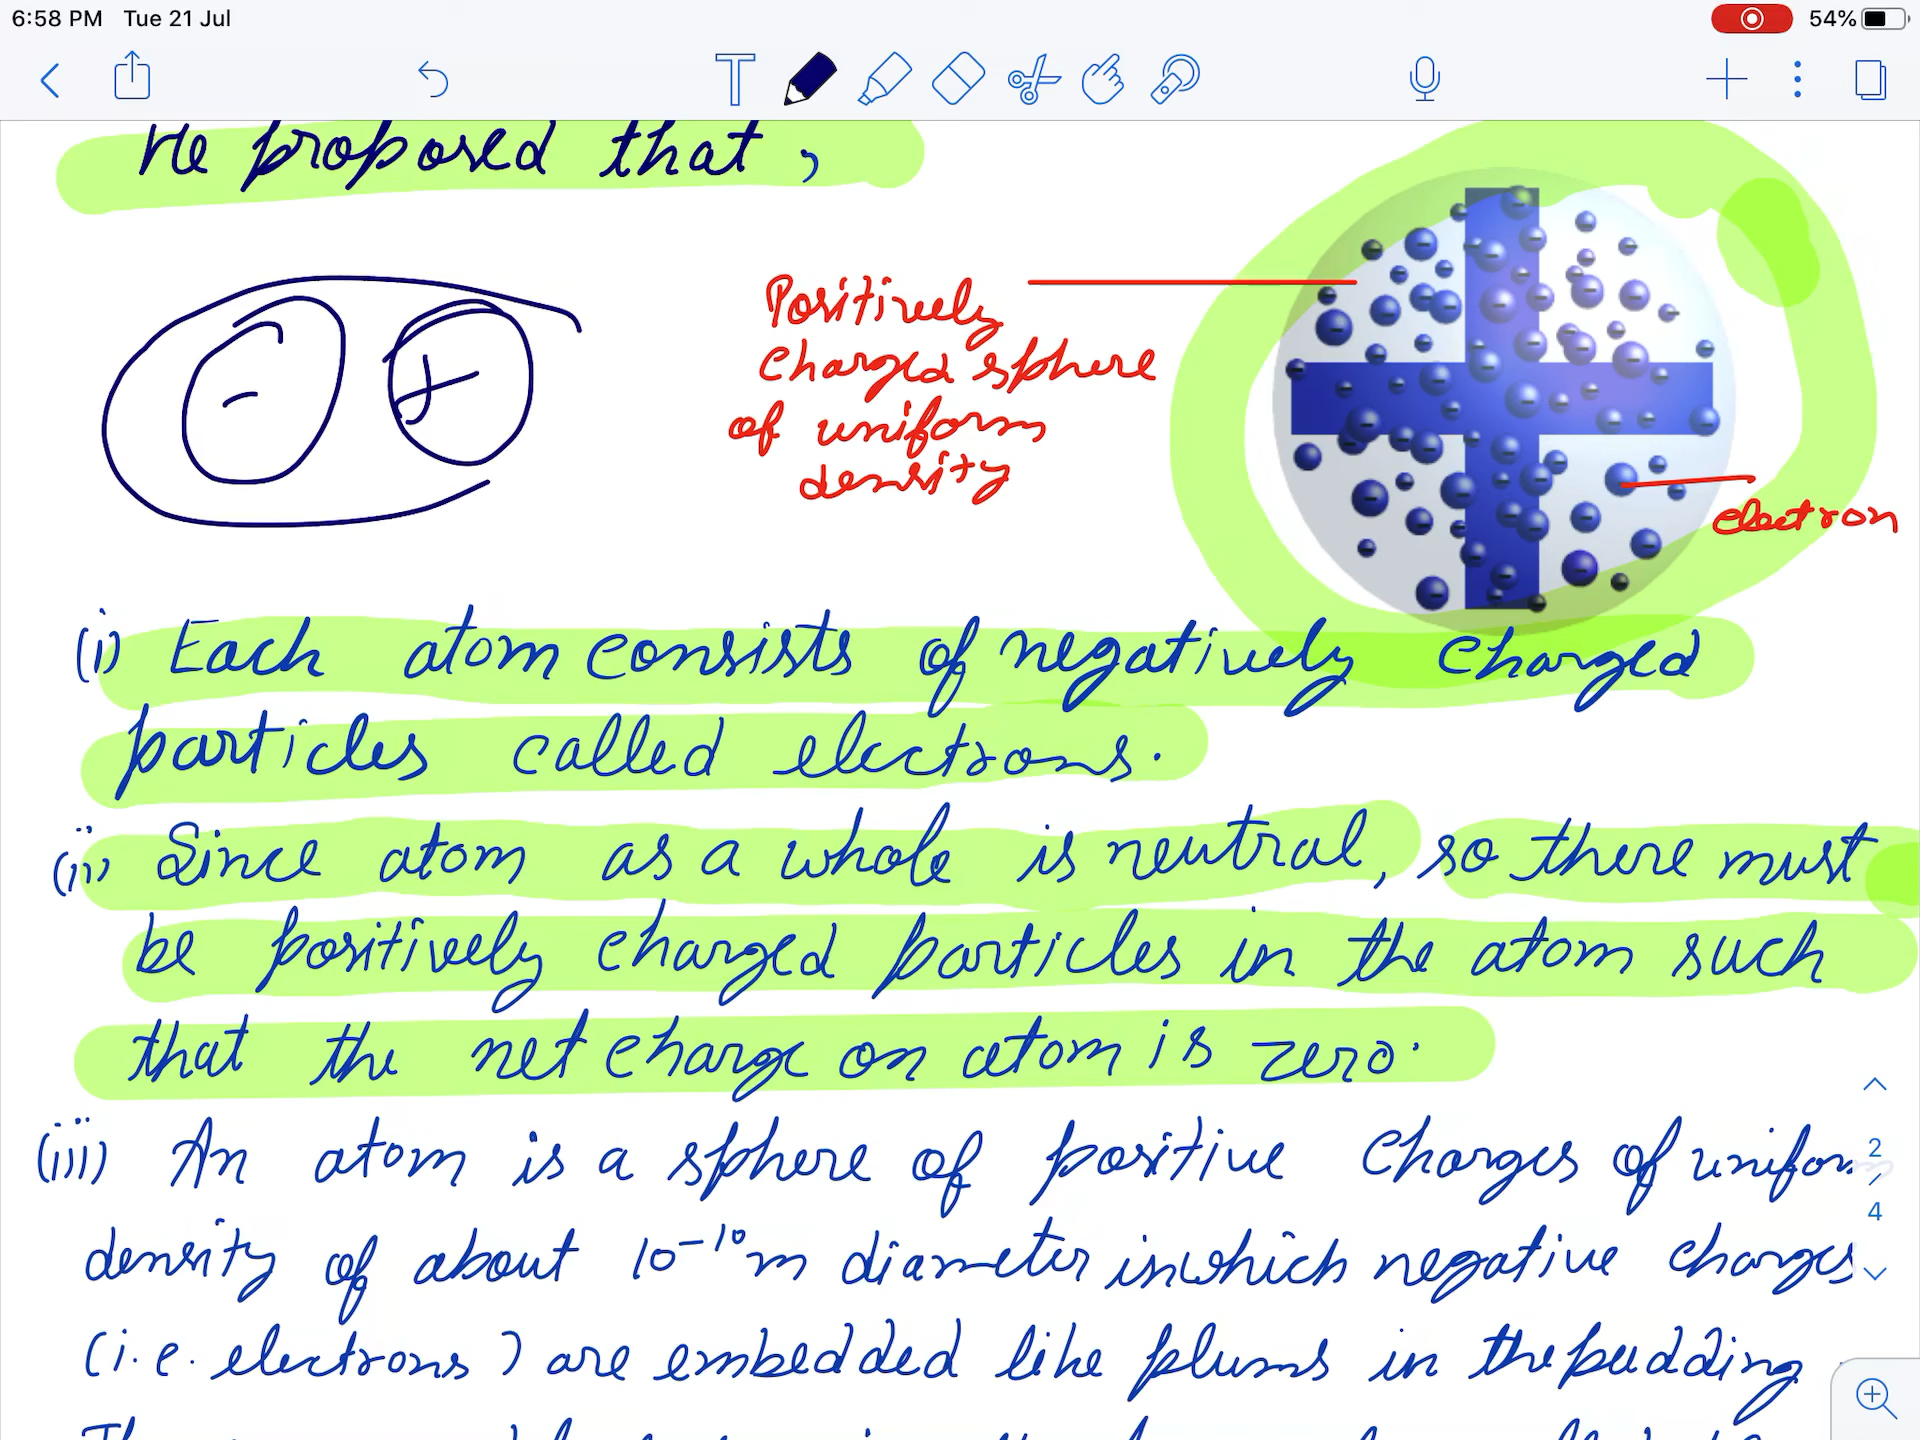 6:58 PM Tue 21 Jul
54%
T
He proposed that,
- +
Positively
charged sphere
of uniform
density
electron
(i) Each atom consists of negatively charged
particles called electrons.
(ii) Since atom as a whole is neutral, so there must
be positively charged particles in the atom such
that the net charge on atom is zero.
(iii) An atom is a sphere of positive charges of uniform
density of about 10⁻¹⁰m diameter in which negative charges
(i.e. electrons) are embedded like plums in the pudding
2
/
4